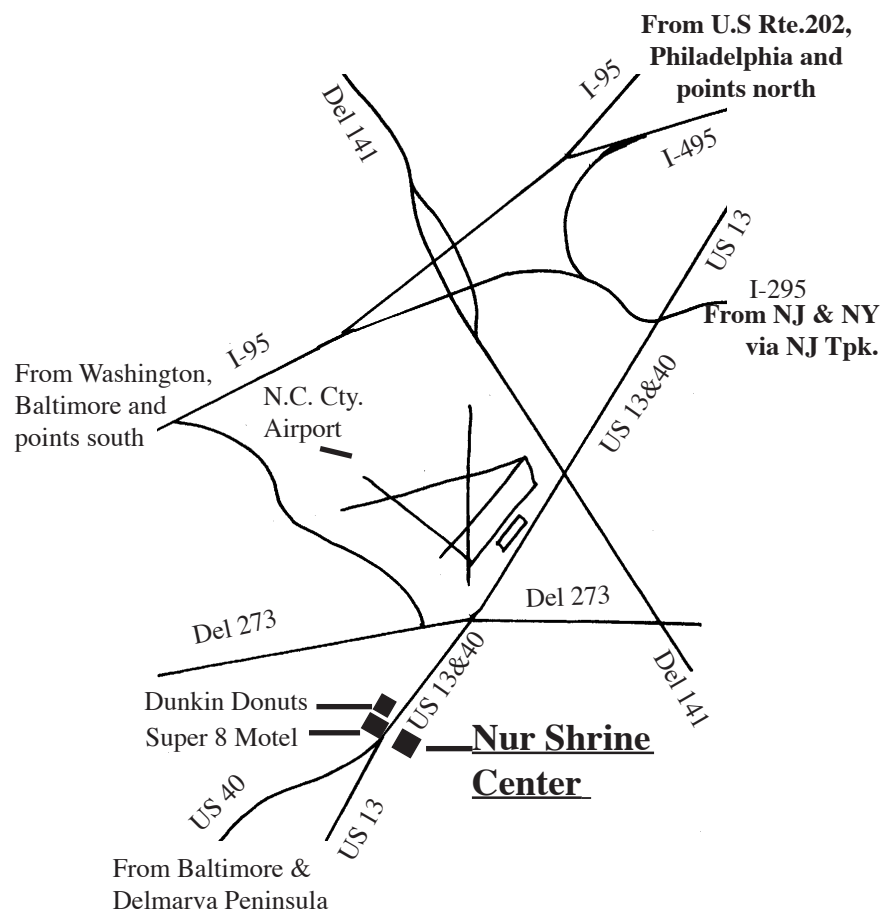 From U.S Rte.202,
Philadelphia and
points north
I-95
Del 141
I-495
US 13
I-295
From NJ & NY
via NJ Tpk.
I-95
From Washington,
Baltimore and
points south
N.C. Cty.
Airport
US 13&40
Del 273
Del 273
US 13&40
Del 141
Dunkin Donuts
Super 8 Motel
Nur Shrine
Center
US 40
US 13
From Baltimore &
Delmarva Peninsula